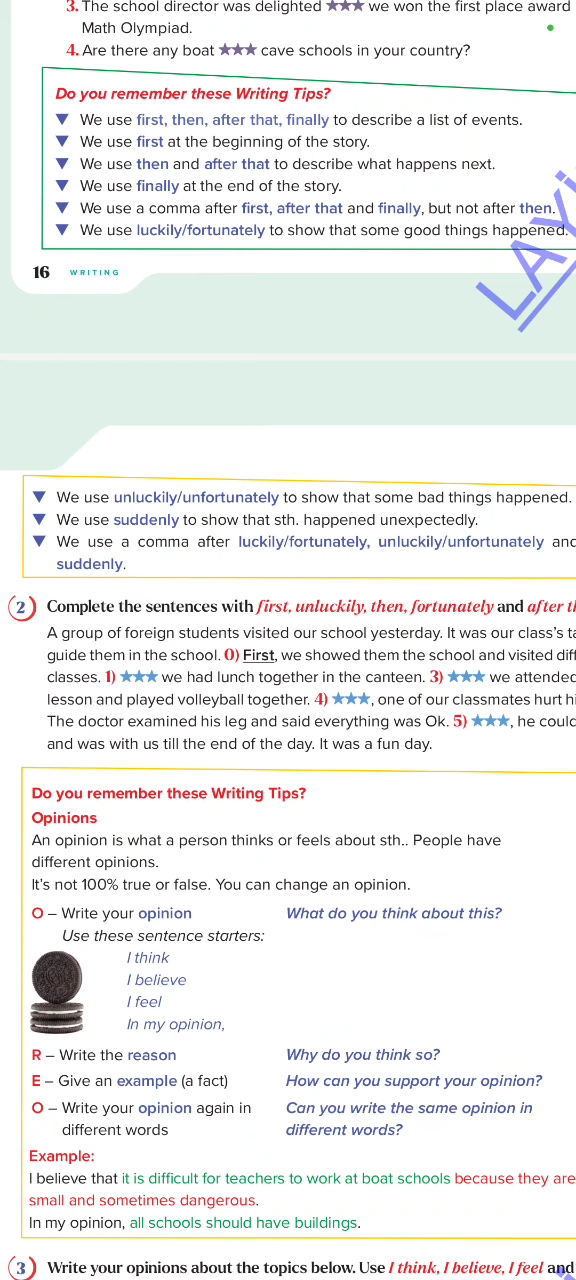 3. The school director was delighted ★★★ we won the first place award
Math Olympiad.
4. Are there any boat ★★★ cave schools in your country?
Do you remember these Writing Tips?
▼ We use first, then, after that, finally to describe a list of events.
▼ We use first at the beginning of the story.
▼ We use then and after that to describe what happens next.
▼ We use finally at the end of the story.
▼ We use a comma after first, after that and finally, but not after then.
▼ We use luckily/fortunately to show that some good things happened.
16 WRITING
LAYi
▼ We use unluckily/unfortunately to show that some bad things happened.
▼ We use suddenly to show that sth. happened unexpectedly.
▼ We use a comma after luckily/fortunately, unluckily/unfortunately and
suddenly.
2 Complete the sentences with first, unluckily, then, fortunately and after
A group of foreign students visited our school yesterday. It was our class's
guide them in the school. 0) First, we showed them the school and visited
classes. 1) ★★★ we had lunch together in the canteen. 3) ★★★ we attended
lesson and played volleyball together. 4) ★★★, one of our classmates hurt
The doctor examined his leg and said everything was Ok. 5) ★★★, he could
and was with us till the end of the day. It was a fun day.
Do you remember these Writing Tips?
Opinions
An opinion is what a person thinks or feels about sth.. People have
different opinions.
It's not 100% true or false. You can change an opinion.
O – Write your opinion What do you think about this?
Use these sentence starters:
I think
I believe
I feel
In my opinion,
R – Write the reason Why do you think so?
E – Give an example (a fact) How can you support your opinion?
O – Write your opinion again in Can you write the same opinion in
different words different words?
Example:
I believe that it is difficult for teachers to work at boat schools because they are
small and sometimes dangerous.
In my opinion, all schools should have buildings.
3 Write your opinions about the topics below. Use I think, I believe, I feel and